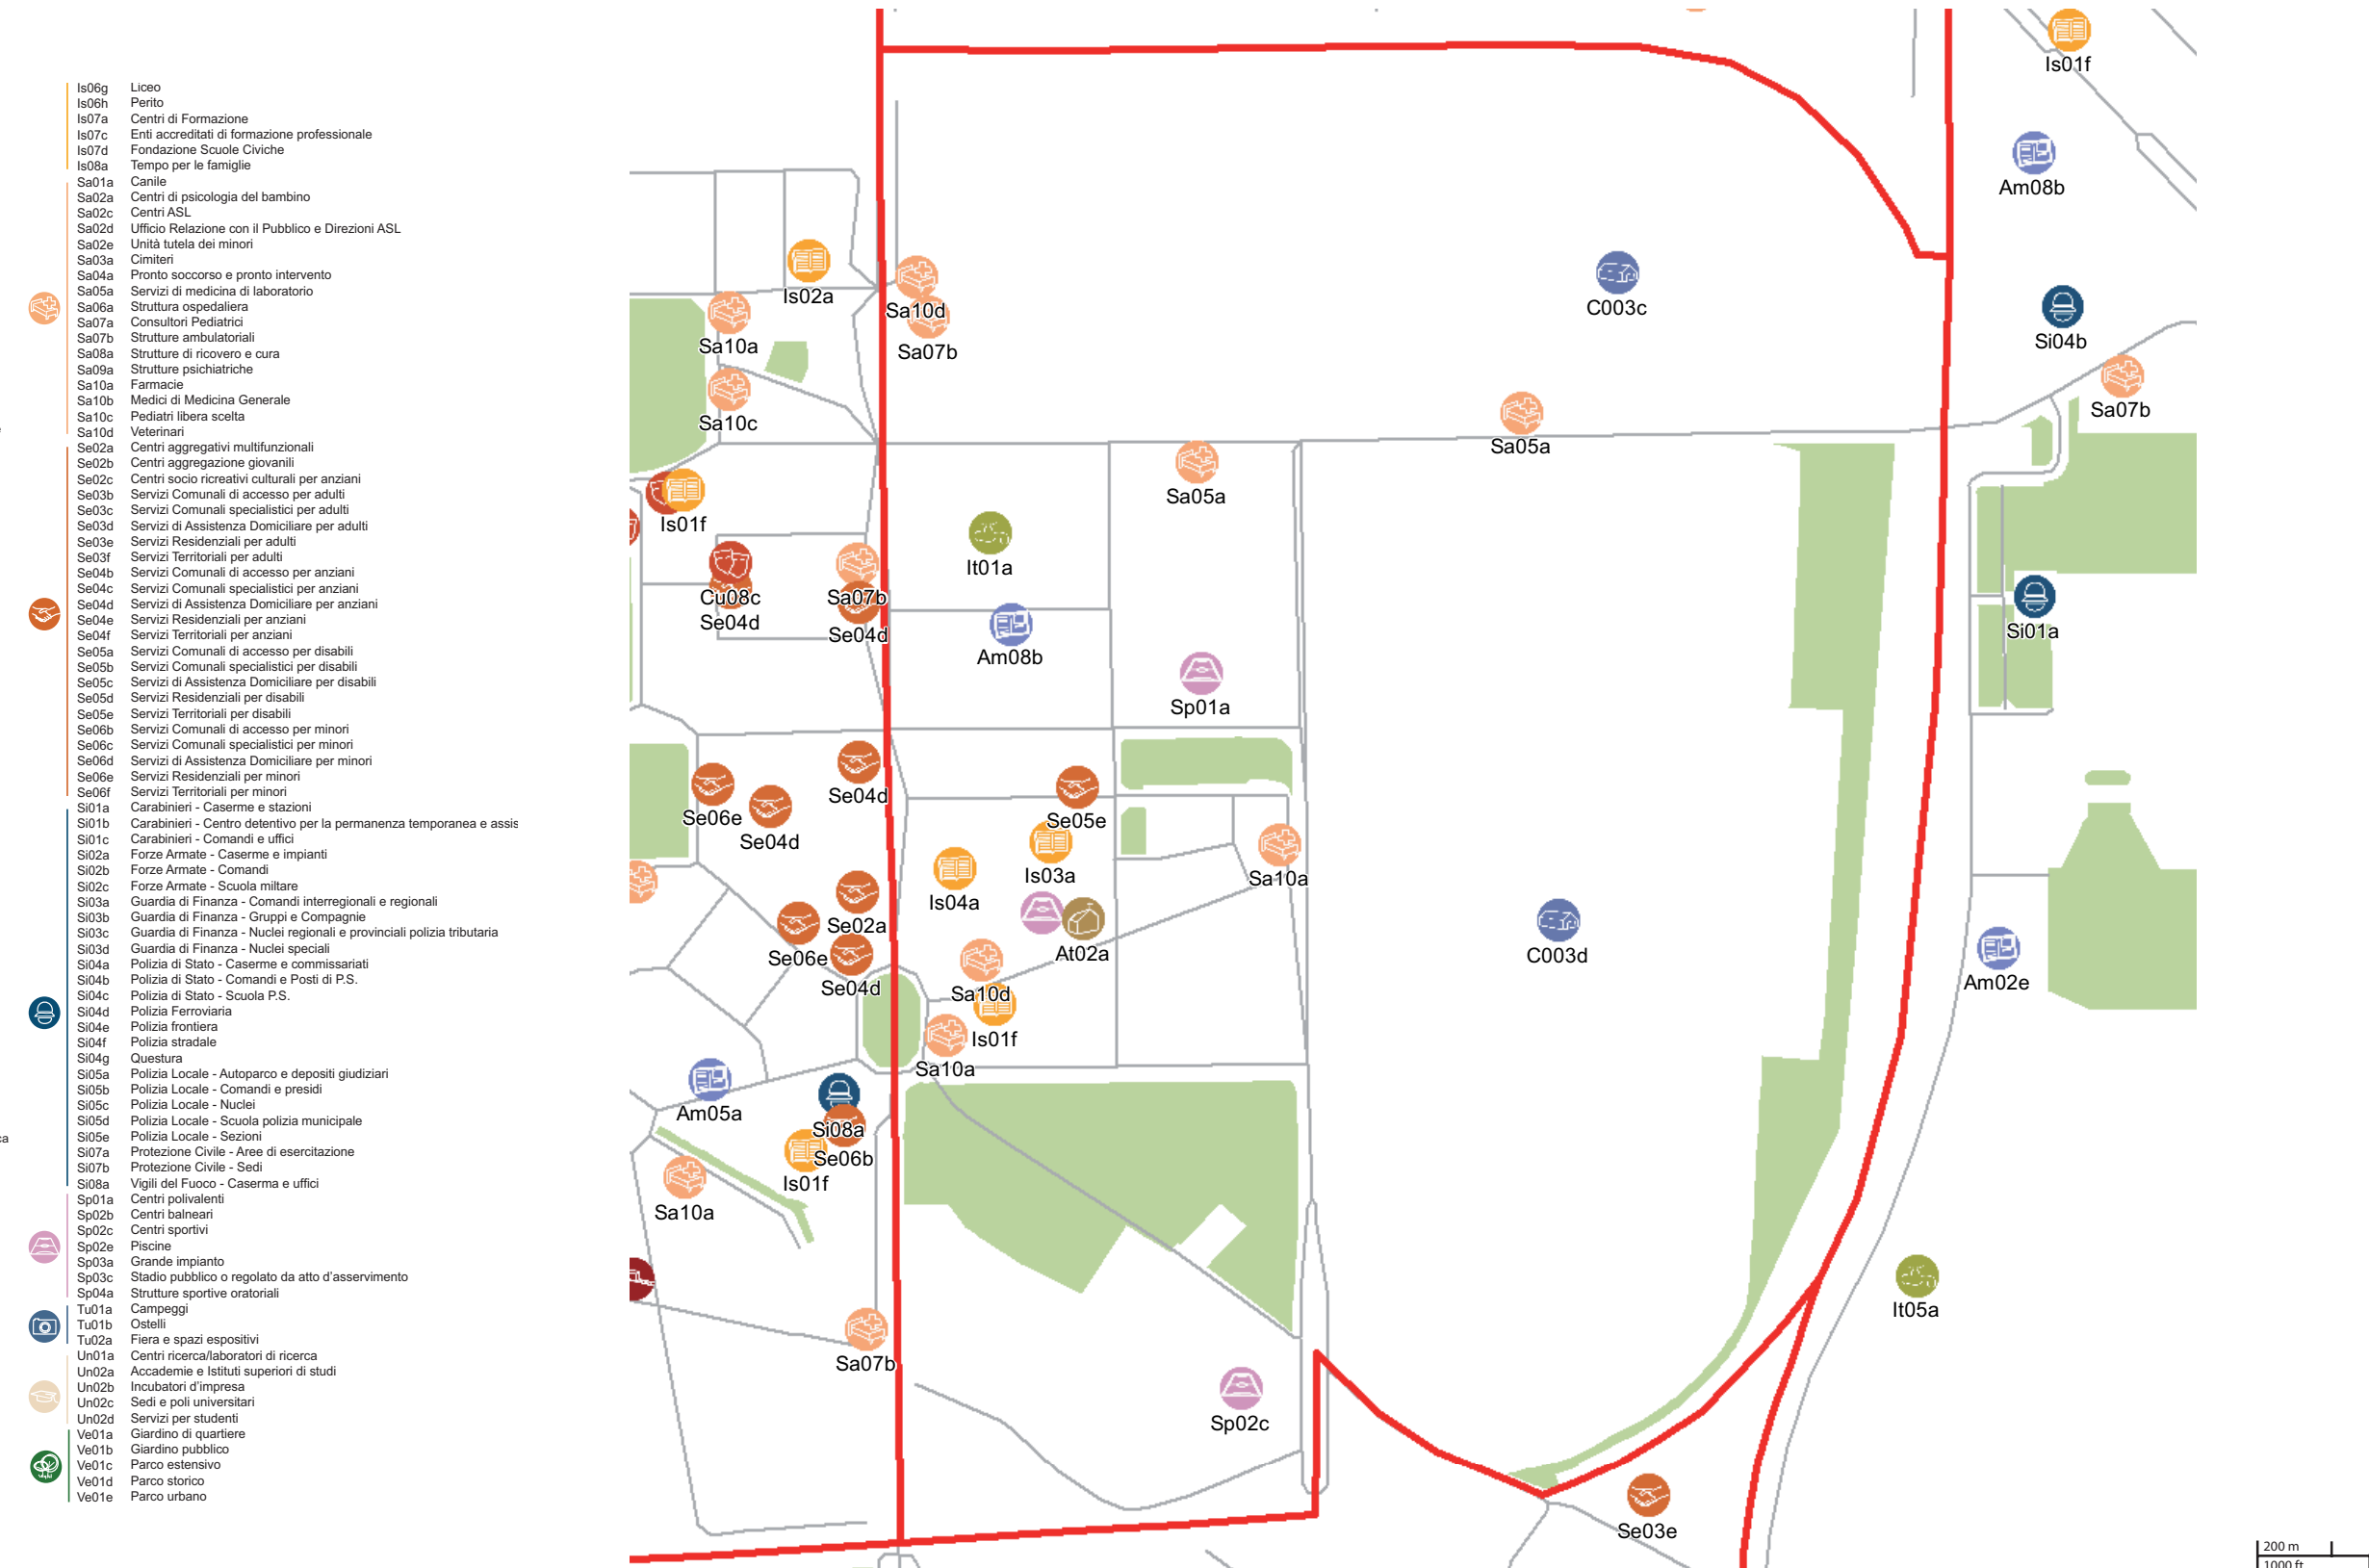 Is06g Liceo
Is06h Perito
Is07a Centri di Formazione
Is07c Enti accreditati di formazione professionale
Is07d Fondazione Scuole Civiche
Is08a Tempo per le famiglie
Sa01a Canile
Sa02a Centri di psicologia del bambino
Sa02c Centri ASL
Sa02d Ufficio Relazione con il Pubblico e Direzioni ASL
Sa02e Unità tutela dei minori
Sa03a Cimiteri
Sa04a Pronto soccorso e pronto intervento
Sa05a Servizi di medicina di laboratorio
Sa06a Struttura ospedaliera
Sa07a Consultori Pediatrici
Sa07b Strutture ambulatoriali
Sa08a Strutture di ricovero e cura
Sa09a Strutture psichiatriche
Sa10a Farmacie
Sa10b Medici di Medicina Generale
Sa10c Pediatri libera scelta
Sa10d Veterinari
Se02a Centri aggregativi multifunzionali
Se02b Centri aggregazione giovanili
Se02c Centri socio ricreativi culturali per anziani
Se03b Servizi Comunali di accesso per adulti
Se03c Servizi Comunali specialistici per adulti
Se03d Servizi di Assistenza Domiciliare per adulti
Se03e Servizi Residenziali per adulti
Se03f Servizi Territoriali per adulti
Se04b Servizi Comunali di accesso per anziani
Se04c Servizi Comunali specialistici per anziani
Se04d Servizi di Assistenza Domiciliare per anziani
Se04e Servizi Residenziali per anziani
Se04f Servizi Territoriali per anziani
Se05a Servizi Comunali di accesso per disabili
Se05b Servizi Comunali specialistici per disabili
Se05c Servizi di Assistenza Domiciliare per disabili
Se05d Servizi Residenziali per disabili
Se05e Servizi Territoriali per disabili
Se06b Servizi Comunali di accesso per minori
Se06c Servizi Comunali specialistici per minori
Se06d Servizi di Assistenza Domiciliare per minori
Se06e Servizi Residenziali per minori
Se06f Servizi Territoriali per minori
Si01a Carabinieri - Caserme e stazioni
Si01b Carabinieri - Centro detentivo per la permanenza temporanea e assis
Si01c Carabinieri - Comandi e uffici
Si02a Forze Armate - Caserme e impianti
Si02b Forze Armate - Comandi
Si02c Forze Armate - Scuola miltare
Si03a Guardia di Finanza - Comandi interregionali e regionali
Si03b Guardia di Finanza - Gruppi e Compagnie
Si03c Guardia di Finanza - Nuclei regionali e provinciali polizia tributaria
Si03d Guardia di Finanza - Nuclei speciali
Si04a Polizia di Stato - Caserme e commissariati
Si04b Polizia di Stato - Comandi e Posti di P.S.
Si04c Polizia di Stato - Scuola P.S.
Si04d Polizia Ferroviaria
Si04e Polizia frontiera
Si04f Polizia stradale
Si04g Questura
Si05a Polizia Locale - Autoparco e depositi giudiziari
Si05b Polizia Locale - Comandi e presidi
Si05c Polizia Locale - Nuclei
Si05d Polizia Locale - Scuola polizia municipale
Si05e Polizia Locale - Sezioni
Si07a Protezione Civile - Aree di esercitazione
Si07b Protezione Civile - Sedi
Si08a Vigili del Fuoco - Caserma e uffici
Sp01a Centri polivalenti
Sp02b Centri balneari
Sp02c Centri sportivi
Sp02e Piscine
Sp03a Grande impianto
Sp03c Stadio pubblico o regolato da atto d'asservimento
Sp04a Strutture sportive oratoriali
Tu01a Campeggi
Tu01b Ostelli
Tu02a Fiera e spazi espositivi
Un01a Centri ricerca/laboratori di ricerca
Un02a Accademie e Istituti superiori di studi
Un02b Incubatori d'impresa
Un02c Sedi e poli universitari
Un02d Servizi per studenti
Ve01a Giardino di quartiere
Ve01b Giardino pubblico
Ve01c Parco estensivo
Ve01d Parco storico
Ve01e Parco urbano
Is01f
Am08b
Is02a
Sa10d
C003c
Si04b
Sa10a
Sa07b
Sa07b
Sa10c
Sa05a
Sa05a
Is01f
It01a
Cu08c
Sa07b
Se04d
Se04d
Si01a
Am08b
Sp01a
Se04d
Se06e
Se05e
Se04d
Is03a
Sa10a
Is04a
Se02a
At02a
C003d
Se06e
Am02e
Se04d
Sa10d
Is01f
Sa10a
Am05a
Si08a
Se06b
Is01f
Sa10a
It05a
Sa07b
Sp02c
Se03e
200 m
1000 ft